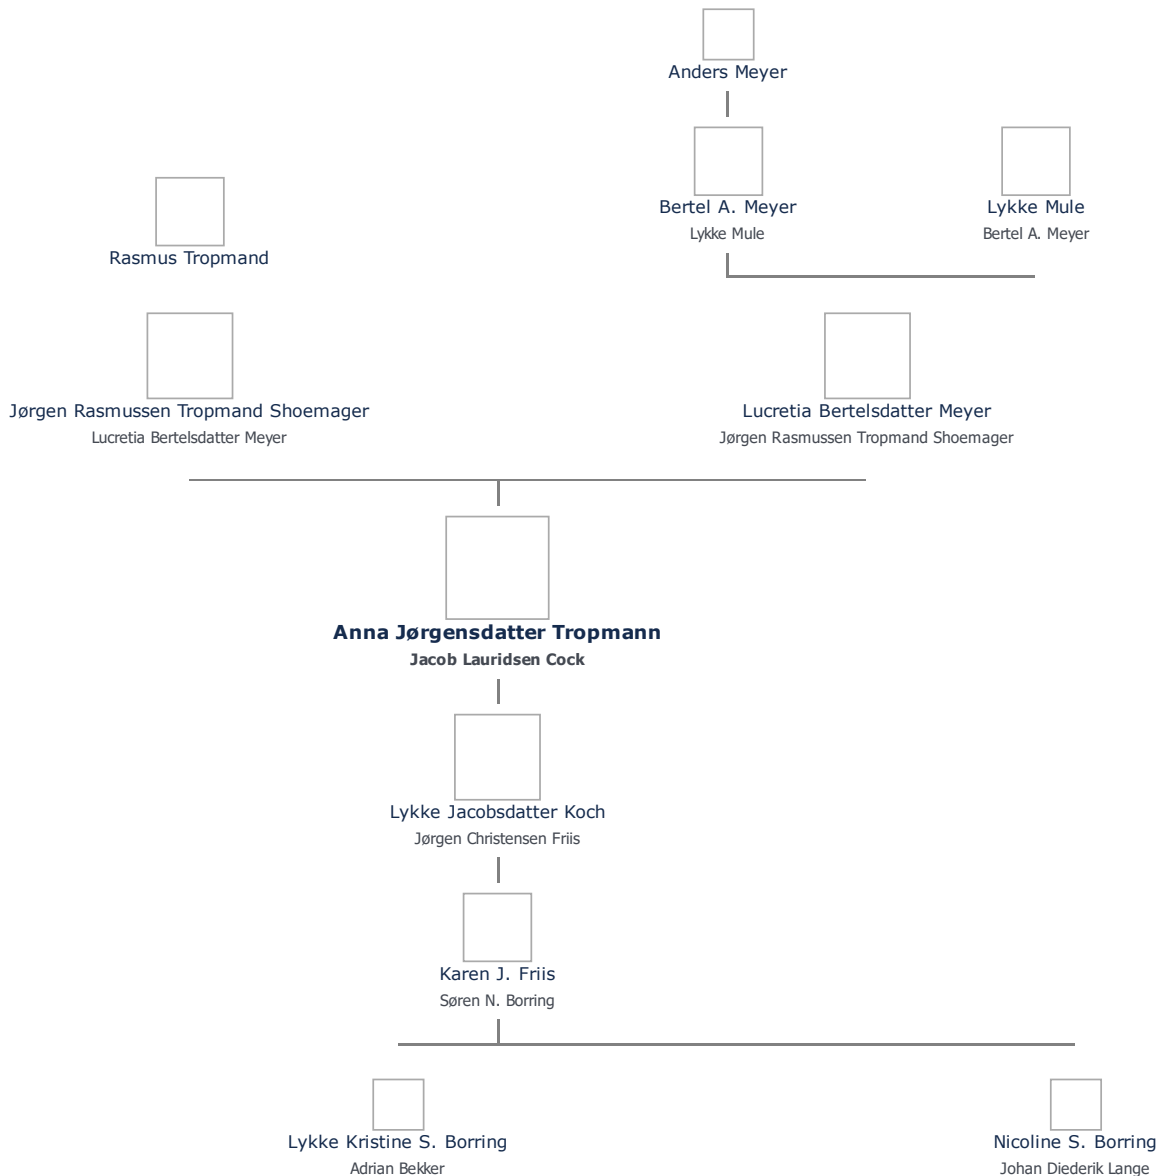 Anders Meyer
Bertel A. Meyer
Lykke Mule
Lykke Mule
Bertel A. Meyer
Rasmus Tropmand
Jørgen Rasmussen Tropmand Shoemager
Lucretia Bertelsdatter Meyer
Lucretia Bertelsdatter Meyer
Jørgen Rasmussen Tropmand Shoemager
Anna Jørgensdatter Tropmann
Jacob Lauridsen Cock
Lykke Jacobsdatter Koch
Jørgen Christensen Friis
Karen J. Friis
Søren N. Borring
Lykke Kristine S. Borring
Adrian Bekker
Nicoline S. Borring
Johan Diederik Lange